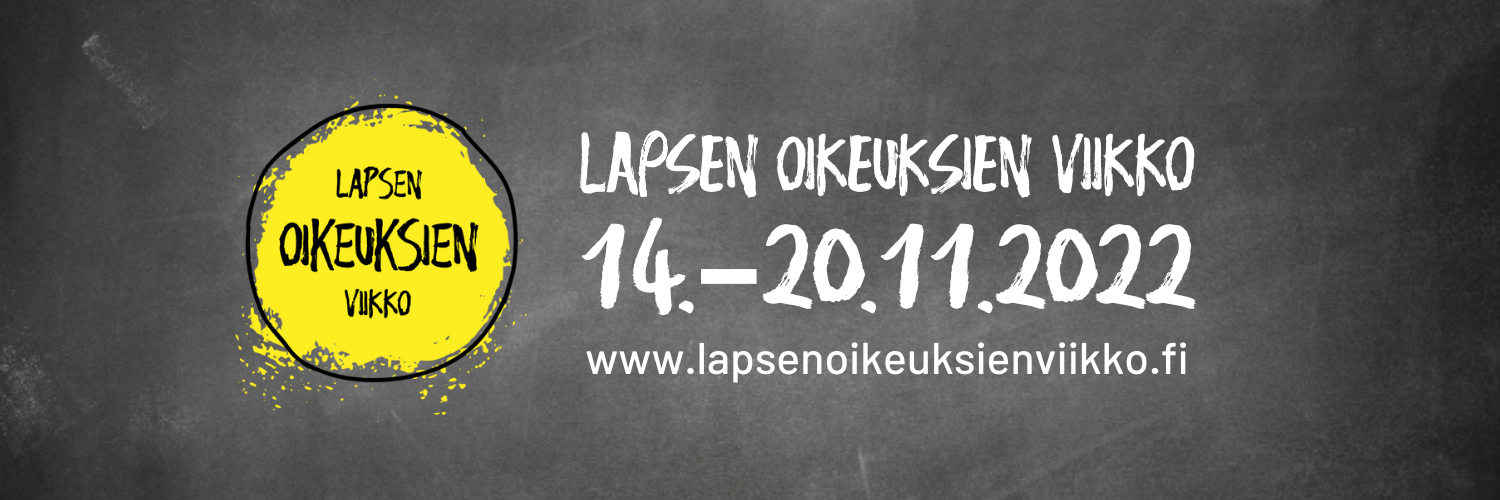 LAPSEN
OIKEUKSIEN
VIIKKO
LAPSEN OIKEUKSIEN VIIKKO
14.–20.11.2022
www.lapsenoikeuksienviikko.fi